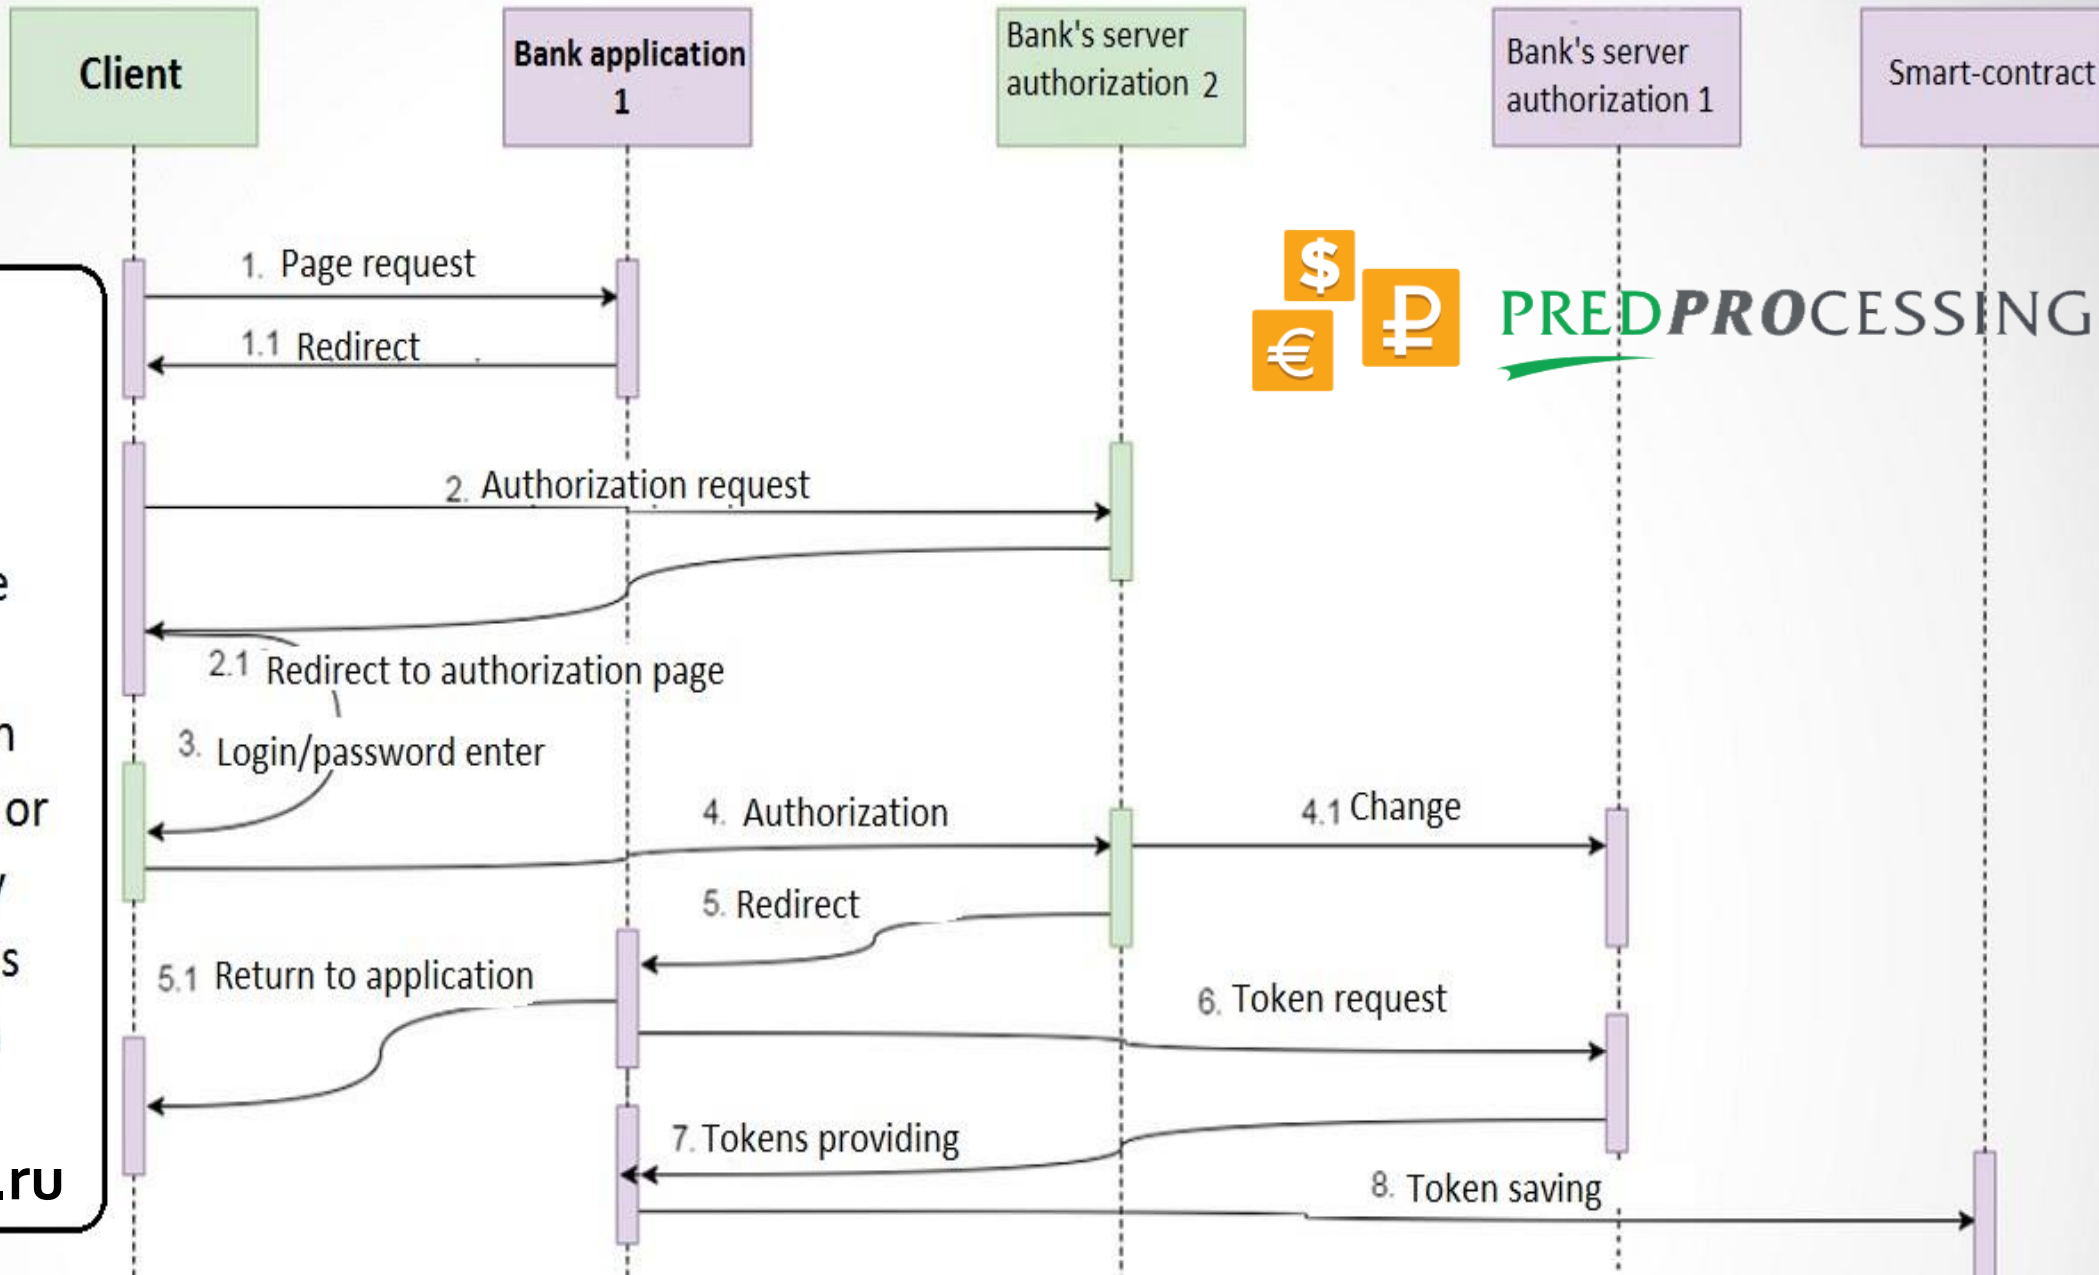 Client
Bank application
1
Bank's server
authorization 2
Bank's server
authorization 1
Smart-contract
1. Page request
1.1 Redirect
$
€
₽
PREDPROCESSING
2. Authorization request
2.1 Redirect to authorization page
3. Login/password enter
or
4. Authorization
4.1 Change
5. Redirect
5.1 Return to application
6. Token request
7. Tokens providing
8. Token saving
.ru